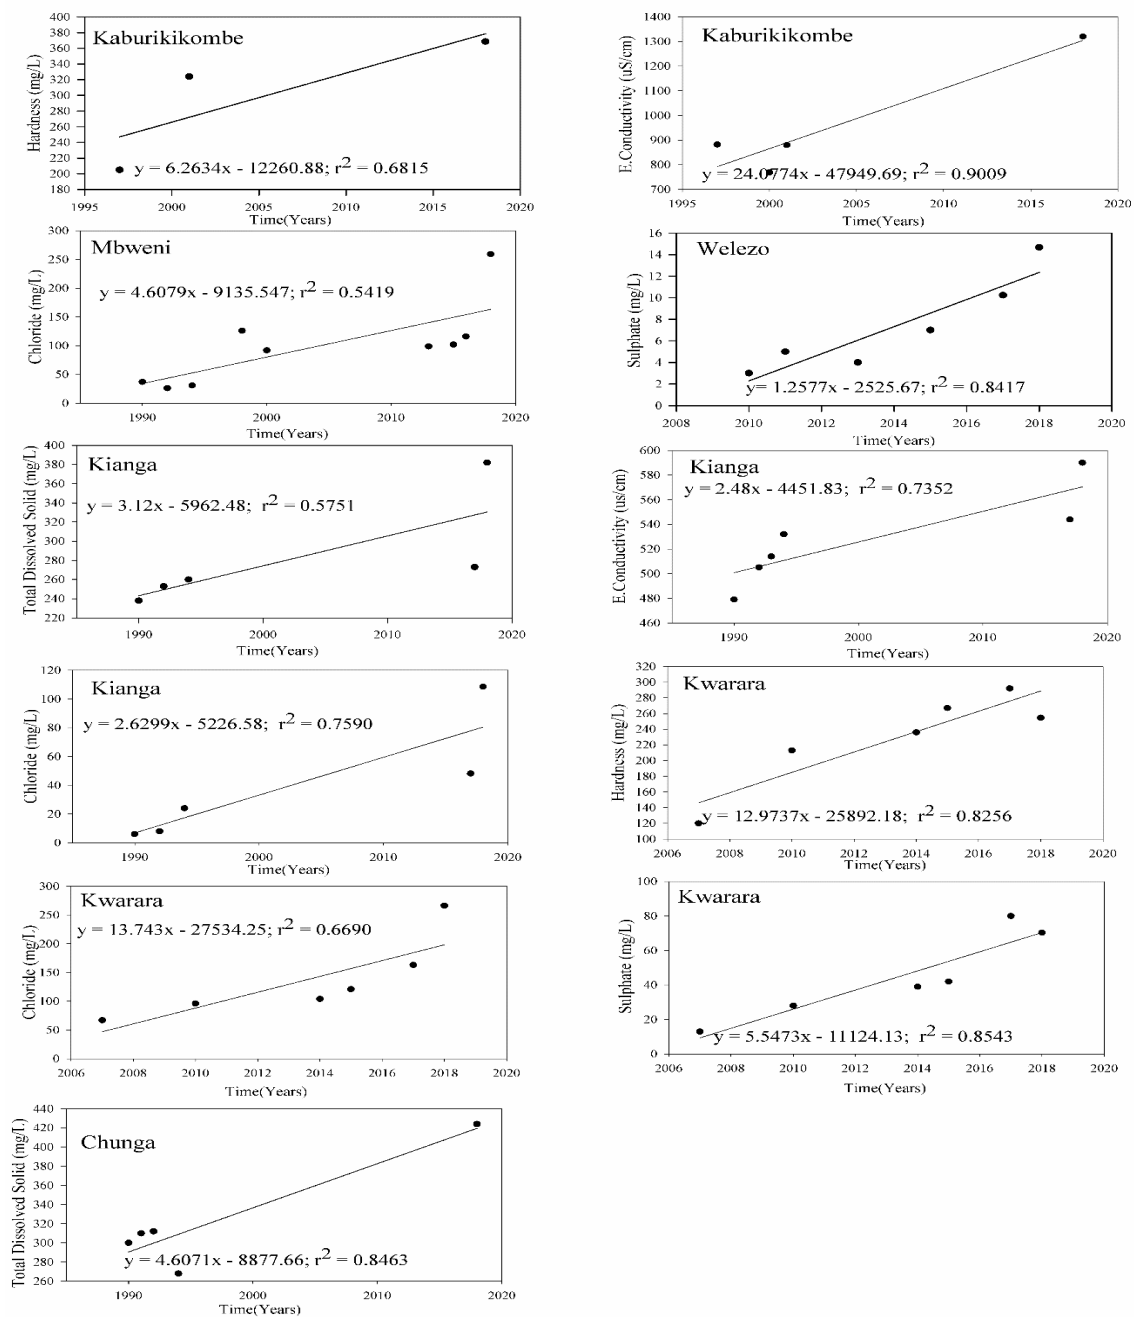 Kaburikikombe
Hardness (mg/L)
400
380
360
340
320
300
280
260
240
220
200
180
y = 6.2634x - 12260.88; r2 = 0.6815
1995 2000 2005 2010 2015 2020
Time(Years)
Kaburikikombe
E.Conductivity (uS/cm)
1400
1300
1200
1100
1000
900
800
700
y = 24.0774x - 47949.69; r2 = 0.9009
1995 2000 2005 2010 2015 2020
Time(Years)
Mbweni
Chloride (mg/L)
300
250
200
150
100
50
0
y = 4.6079x - 9135.547; r2 = 0.5419
1990 2000 2010 2020
Time(Years)
Welezo
Sulphate (mg/L)
16
14
12
10
8
6
4
2
0
y= 1.2577x - 2525.67; r2 = 0.8417
2008 2010 2012 2014 2016 2018 2020
Time(Years)
Kianga
Total Dissolved Solid (mg/L)
400
380
360
340
320
300
280
260
240
220
y = 3.12x - 5962.48; r2 = 0.5751
1990 2000 2010 2020
Time(Years)
Kianga
E.Conductivity (us/cm)
600
580
560
540
520
500
480
460
y = 2.48x - 4451.83; r2 = 0.7352
1990 2000 2010 2020
Time(Years)
Kianga
Chloride (mg/L)
120
100
80
60
40
20
0
y = 2.6299x - 5226.58; r2 = 0.7590
1990 2000 2010 2020
Time(Years)
Kwarara
Hardness (mg/L)
320
300
280
260
240
220
200
180
160
140
120
100
y = 12.9737x - 25892.18; r2 = 0.8256
2006 2008 2010 2012 2014 2016 2018 2020
Time(Years)
Kwarara
Chloride (mg/L)
300
250
200
150
100
50
0
y = 13.743x - 27534.25; r2 = 0.6690
2006 2008 2010 2012 2014 2016 2018 2020
Time(Years)
Kwarara
Sulphate (mg/L)
100
80
60
40
20
0
y = 5.5473x - 11124.13; r2 = 0.8543
2006 2008 2010 2012 2014 2016 2018 2020
Time(Years)
Chunga
Total Dissolved Solid (mg/L)
440
420
400
380
360
340
320
300
280
260
y = 4.6071x - 8877.66; r2 = 0.8463
1990 2000 2010 2020
Time(Years)